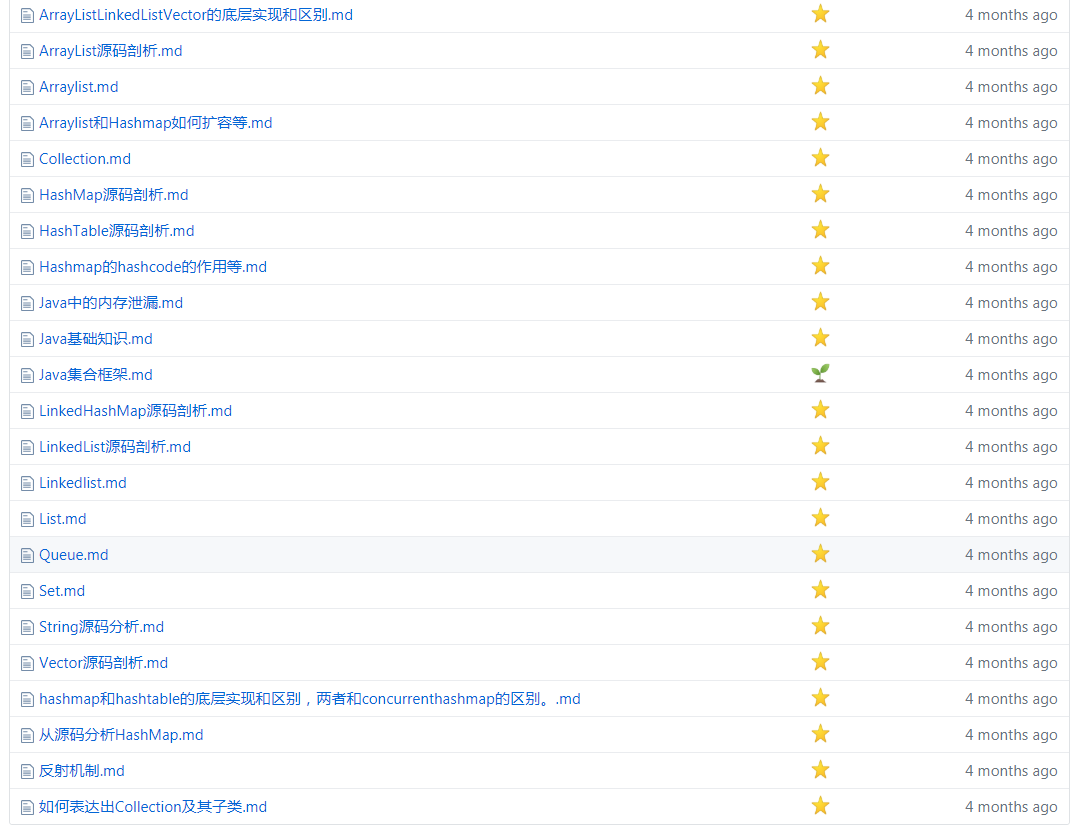 ArrayListLinkedListVector的底层实现和区别.md 4 months ago
ArrayList源码剖析.md 4 months ago
Arraylist.md 4 months ago
Arraylist和Hashmap如何扩容等.md 4 months ago
Collection.md 4 months ago
HashMap源码剖析.md 4 months ago
HashTable源码剖析.md 4 months ago
Hashmap的hashcode的作用等.md 4 months ago
Java中的内存泄漏.md 4 months ago
Java基础知识.md 4 months ago
Java集合框架.md 4 months ago
LinkedHashMap源码剖析.md 4 months ago
LinkedList源码剖析.md 4 months ago
Linkedlist.md 4 months ago
List.md 4 months ago
Queue.md 4 months ago
Set.md 4 months ago
String源码分析.md 4 months ago
Vector源码剖析.md 4 months ago
hashmap和hashtable的底层实现和区别，两者和concurrenthashmap的区别。.md 4 months ago
从源码分析HashMap.md 4 months ago
反射机制.md 4 months ago
如何表达出Collection及其子类.md 4 months ago